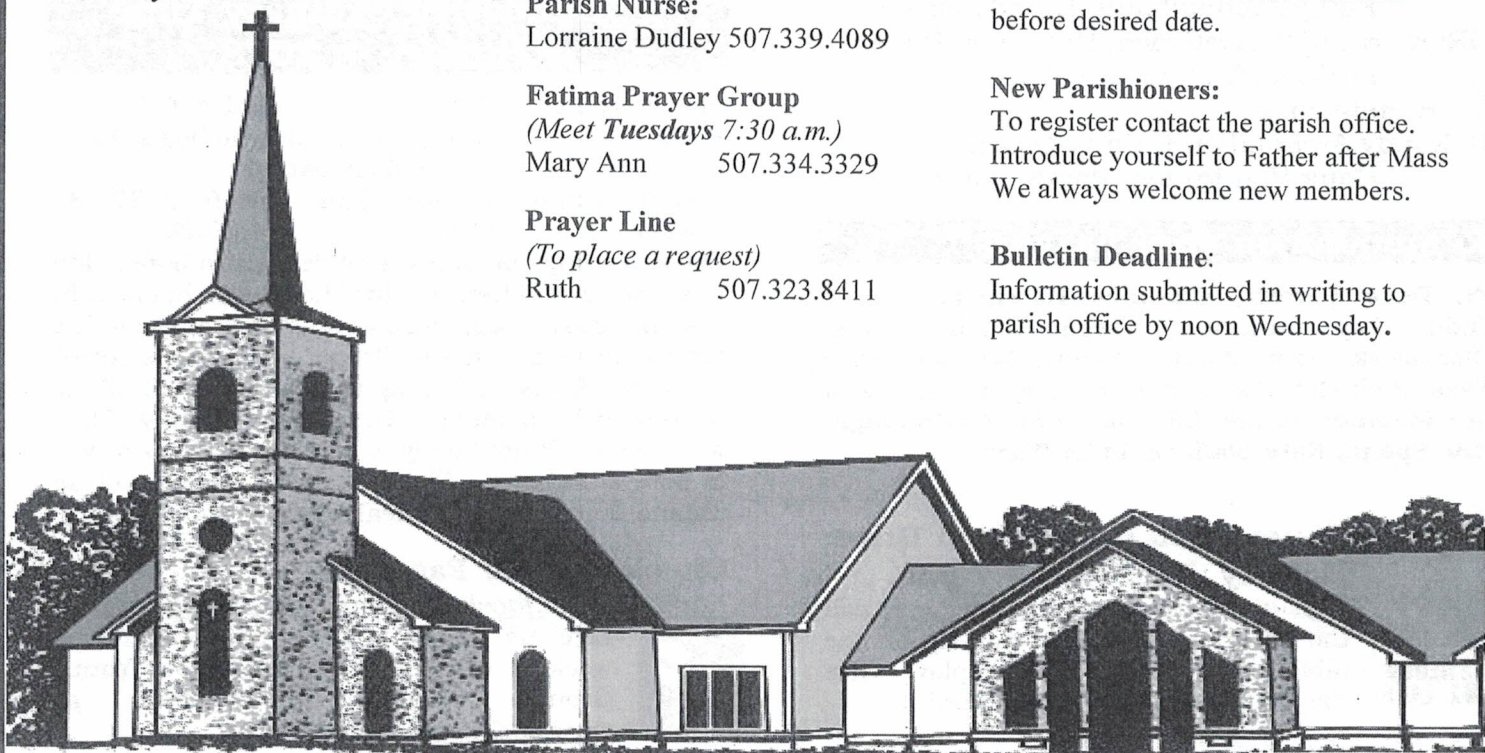 Parish Nurse:
Lorraine Dudley 507.339.4089
Fatima Prayer Group
(Meet Tuesdays 7:30 a.m.)
Mary Ann 507.334.3329
Prayer Line
(To place a request)
Ruth 507.323.8411
before desired date.
New Parishioners:
To register contact the parish office.
Introduce yourself to Father after Mass
We always welcome new members.
Bulletin Deadline:
Information submitted in writing to
parish office by noon Wednesday.